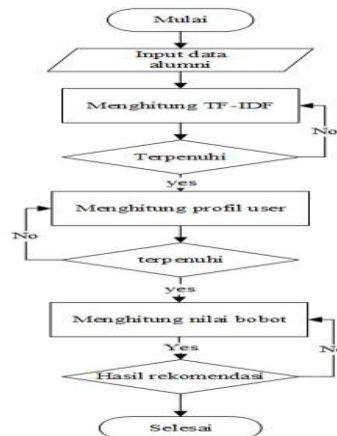 Mulai
Input data
alumni
Menghitung TF-IDF
No
Terpenuhi
yes
Menghitung profil user
No
terpenuhi
yes
Menghitung nilai bobot
Yes
No
Hasil rekomendasi
Selesai